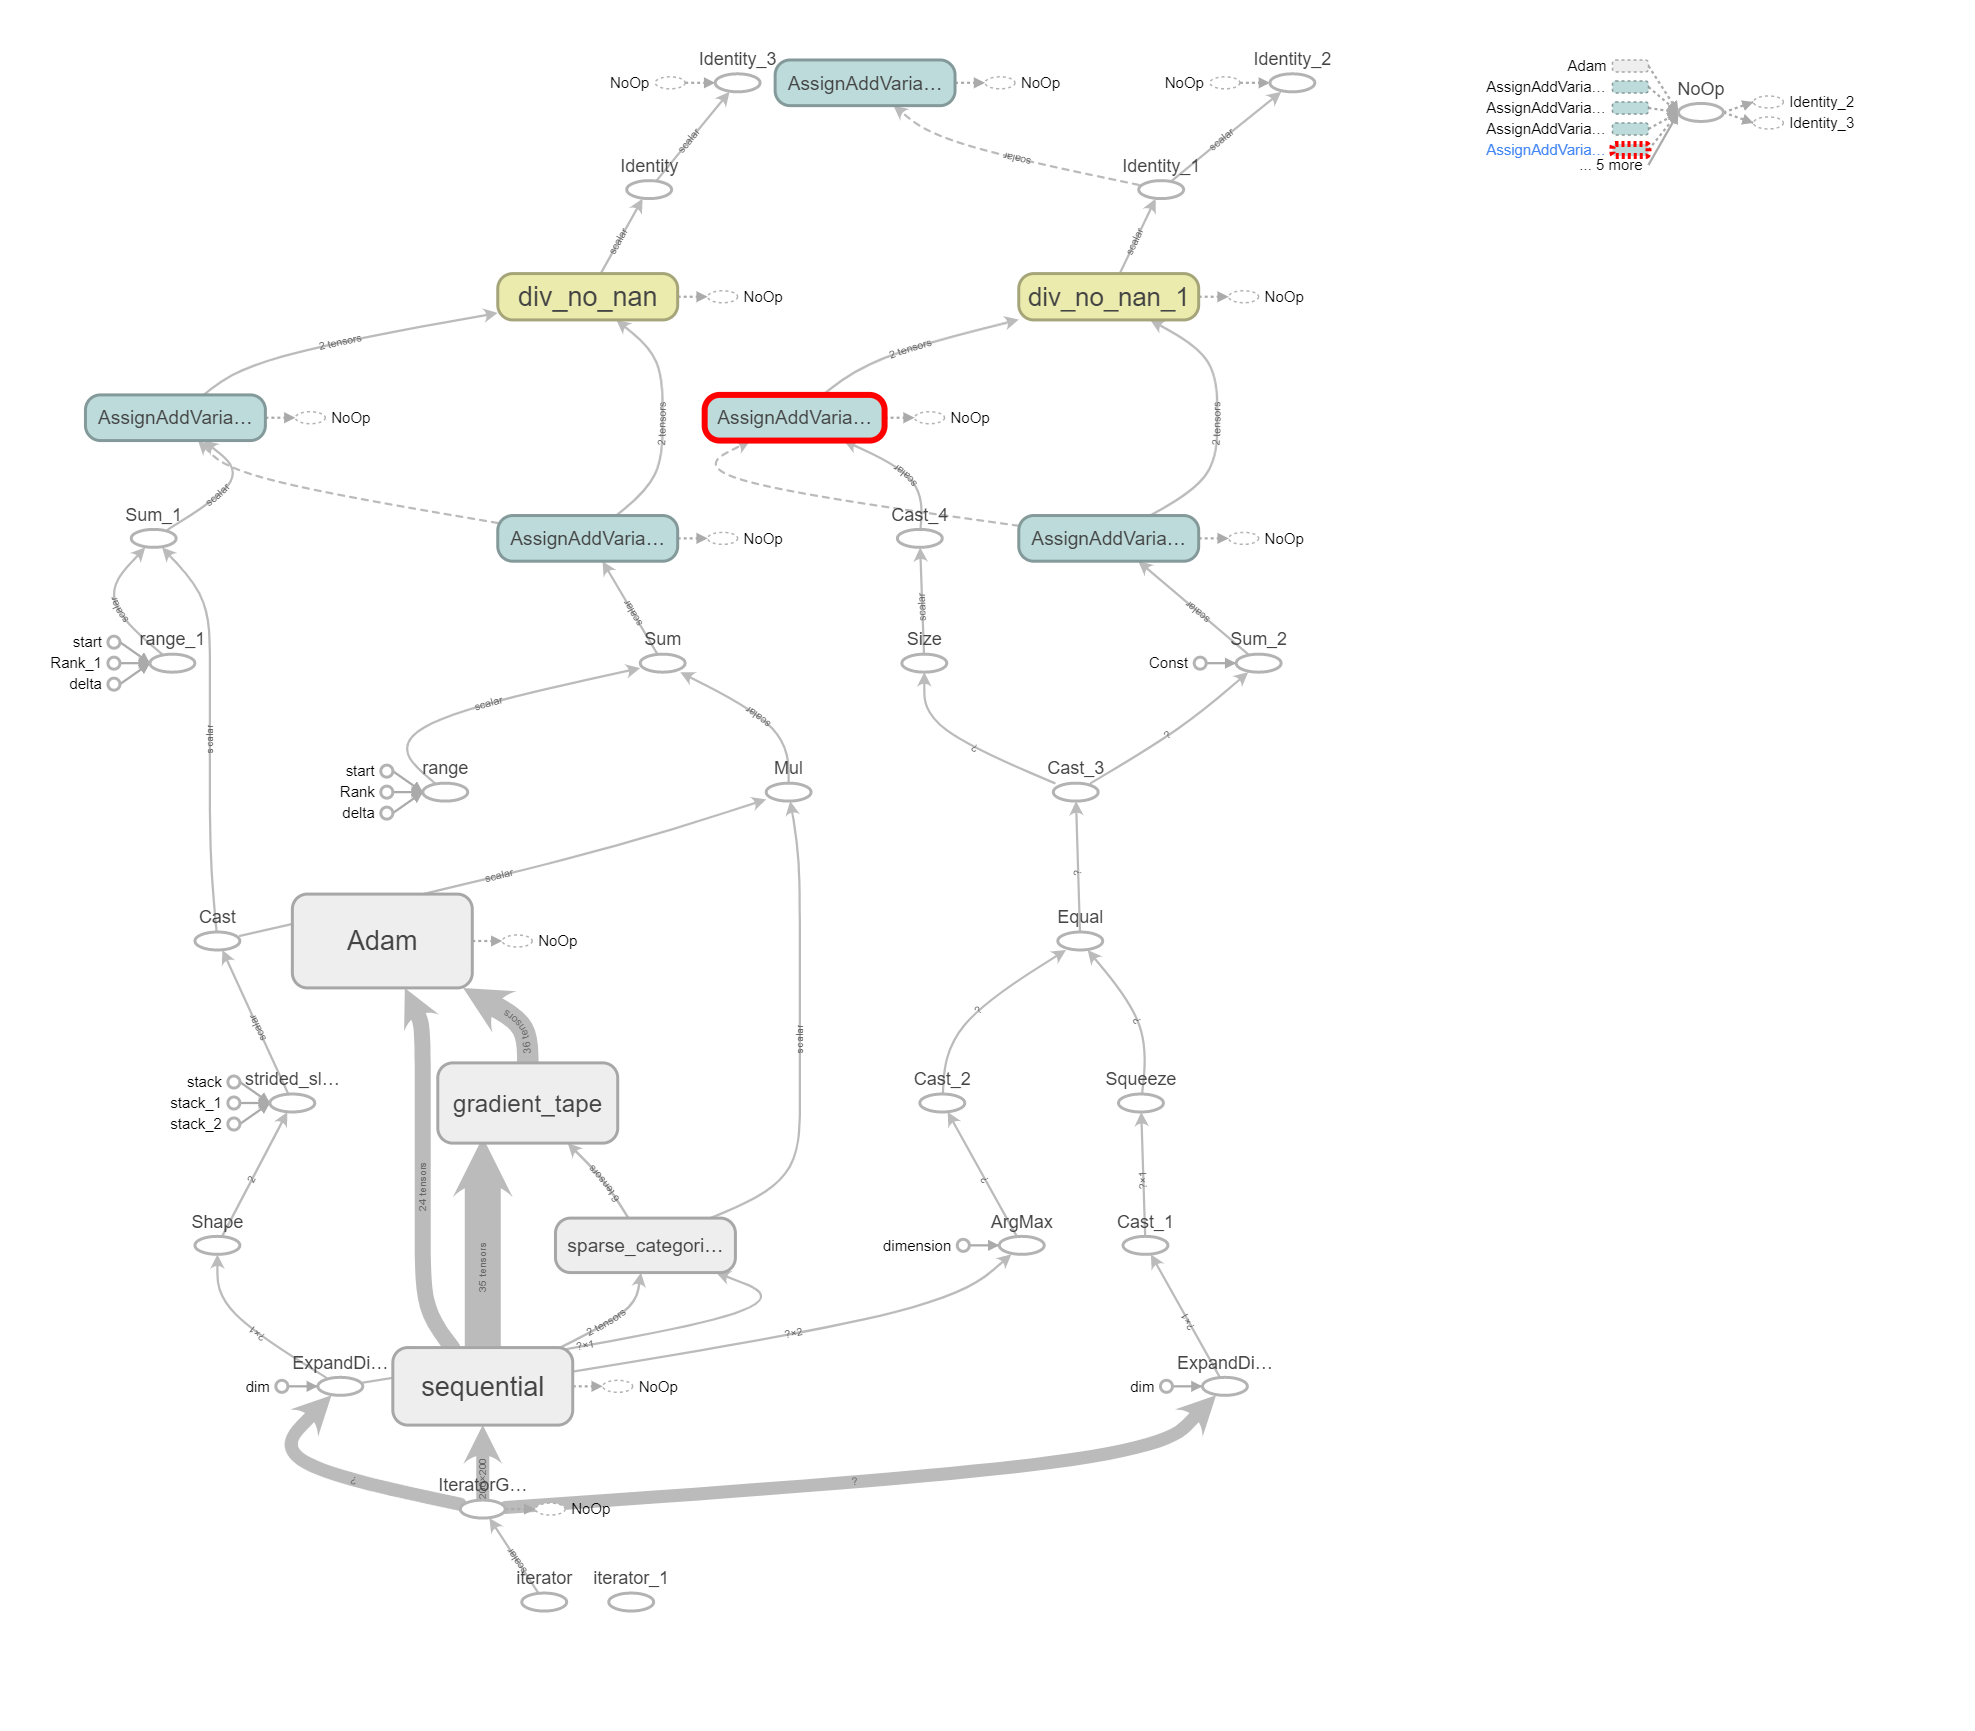 Identity_3
Identity_2
NoOp
AssignAddVaria...
NoOp
NoOp
Adam
AssignAddVaria...
AssignAddVaria...
AssignAddVaria...
AssignAddVaria...
... 5 more
NoOp
Identity_2
Identity_3
scalar
scalar
scalar
Identity
Identity_1
scalar
scalar
div_no_nan
NoOp
div_no_nan_1
NoOp
2 tensors
2 tensors
AssignAddVaria...
NoOp
AssignAddVaria...
NoOp
2 tensors
2 tensors
scalar
scalar
Sum_1
Cast_4
AssignAddVaria...
NoOp
AssignAddVaria...
NoOp
scalar
scalar
scalar
scalar
start
Rank_1
delta
range_1
Sum
Size
Const
Sum_2
scalar
scalar
scalar
?
?
start
Rank
delta
range
Mul
Cast_3
scalar
?
Cast
Adam
NoOp
Equal
scalar
36 tensors
scalar
?
?
stack
stack_1
stack_2
strided_sl...
gradient_tape
Cast_2
Squeeze
2
24 tensors
6 tensors
?
?×1
Shape
sparse_categori...
dimension
ArgMax
Cast_1
35 tensors
?×1
2 tensors
?×1
?×2
?×1
dim
ExpandDi...
sequential
NoOp
dim
ExpandDi...
?
?
IteratorG...
NoOp
scalar
iterator
iterator_1